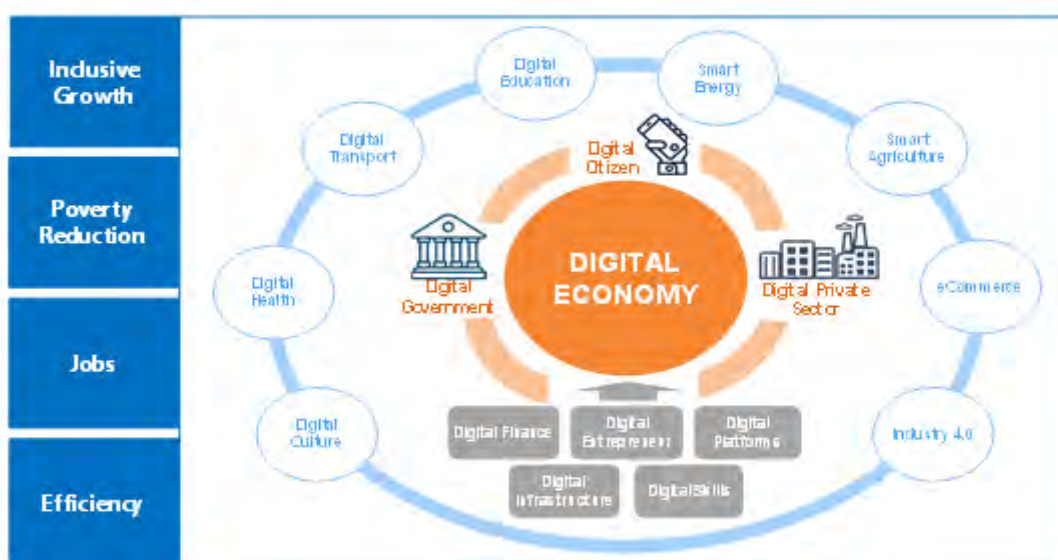 Inclusive
Growth
Poverty
Reduction
Jobs
Efficiency
Digital
Education
Smart
Energy
Digital
Transport
Smart
Agriculture
Digital
Health
eCommerce
Digital
Culture
Industry 4.0
Digital
Citizen
Digital
Government
Digital Private
Sector
DIGITAL
ECONOMY
Digital Finance
Digital
Entrepreneur
Digital
Platforms
Digital
Infrastructure
Digital Skills